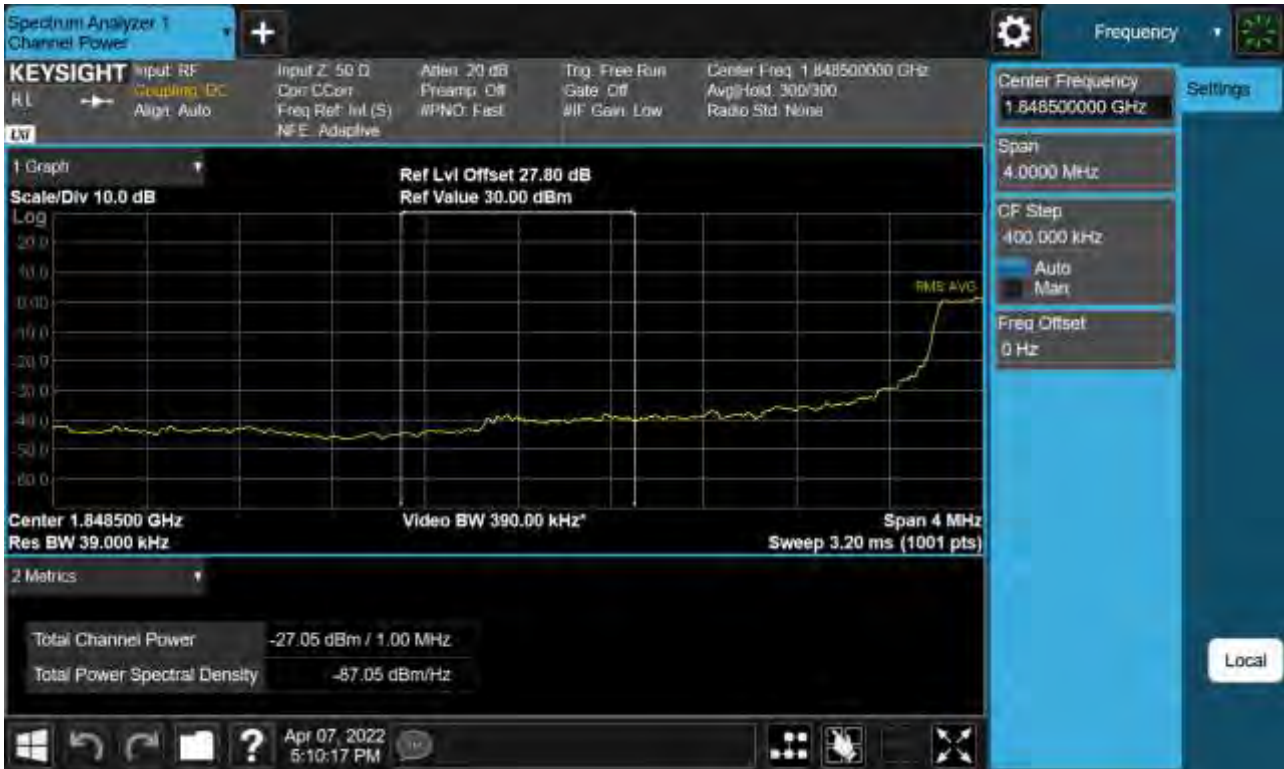 Spectrum Analyzer 1
Channel Power
+
Frequency
KEYSIGHT
Input: RF
Coupling: DC
Align: Auto
RL
LXI
Input Z: 50 Ω
Corr CCorr
Freq Ref: Int (S)
NFE: Adaptive
Atten: 20 dB
Preamp: Off
#PNO: Fast
Trig: Free Run
Gate: Off
#IF Gain: Low
Center Freq: 1.848500000 GHz
Avg|Hold: 300/300
Radio Std: None
Center Frequency
1.848500000 GHz
Settings
Span
4.0000 MHz
CF Step
400.000 kHz
Auto
Man
Freq Offset
0 Hz
1 Graph
Scale/Div 10.0 dB
Ref Lvl Offset 27.80 dB
Ref Value 30.00 dBm
Log
20.0
10.0
0.00
-10.0
-20.0
-30.0
-40.0
-50.0
-60.0
RMS AVG
Center 1.848500 GHz
Res BW 39.000 kHz
Video BW 390.00 kHz*
Span 4 MHz
Sweep 3.20 ms (1001 pts)
2 Metrics
Total Channel Power
-27.05 dBm / 1.00 MHz
Total Power Spectral Density
-87.05 dBm/Hz
Local
?
Apr 07, 2022
5:10:17 PM